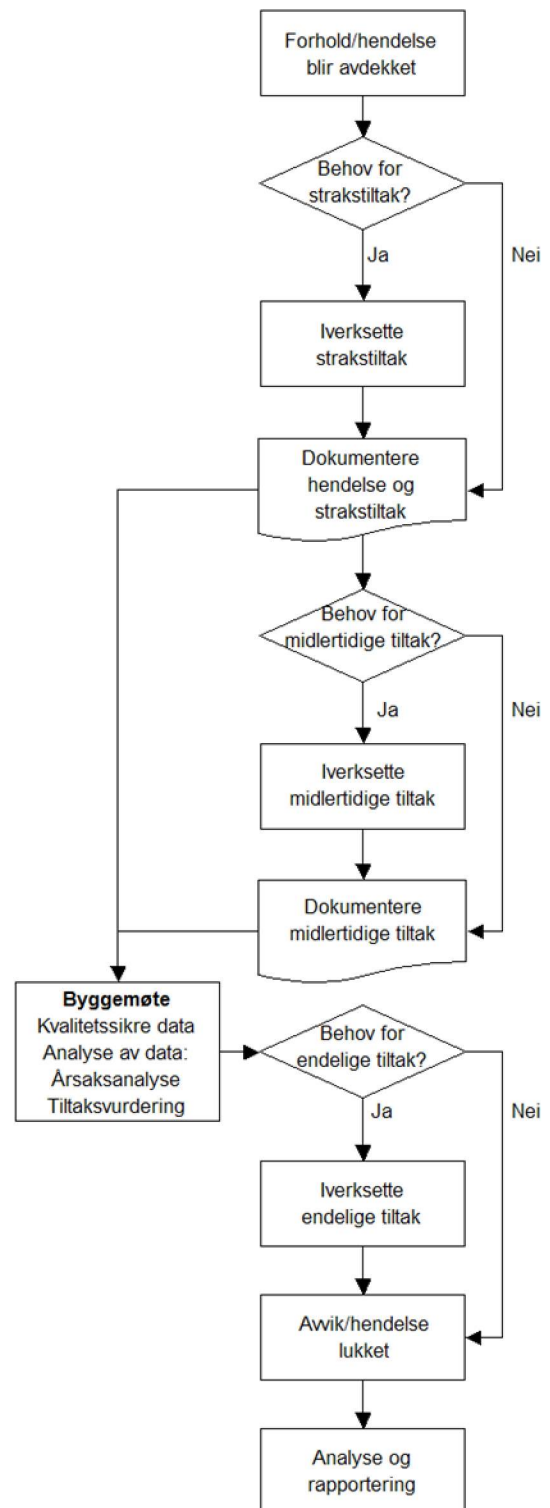 Forhold/hendelse
blir avdekket
Behov for
strakstiltak?
Ja
Nei
Iverksette
strakstiltak
Dokumentere
hendelse og
strakstiltak
Behov for
midlertidige tiltak?
Ja
Nei
Iverksette
midlertidige tiltak
Dokumentere
midlertidige tiltak
Byggemøte
Kvalitetssikre data
Analyse av data:
Årsaksanalyse
Tiltaksvurdering
Behov for
endelige tiltak?
Ja
Nei
Iverksette
endelige tiltak
Avvik/hendelse
lukket
Analyse og
rapportering